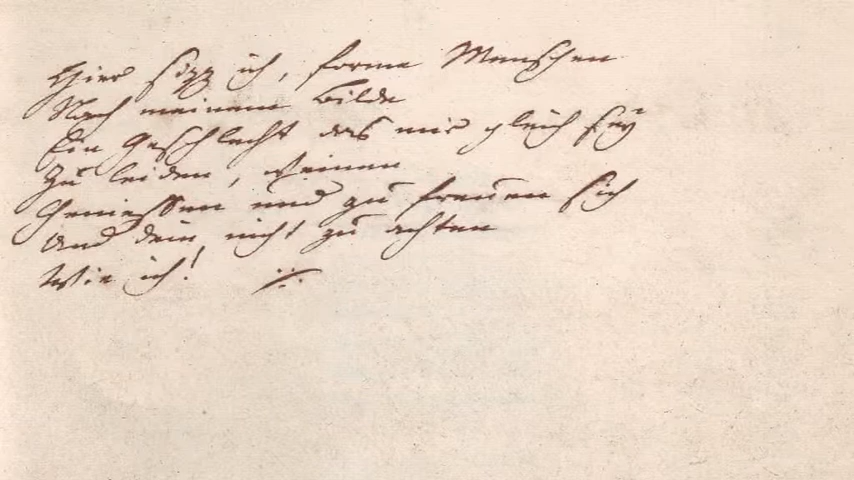 Hier sizz ich, forme Menschen
Nach meinem Bilde
Ein Geschlecht das mir gleich sey
Zu leiden, weinen
Geniessen und zu freuen sich
Und dein nicht zu achten
Wie ich!